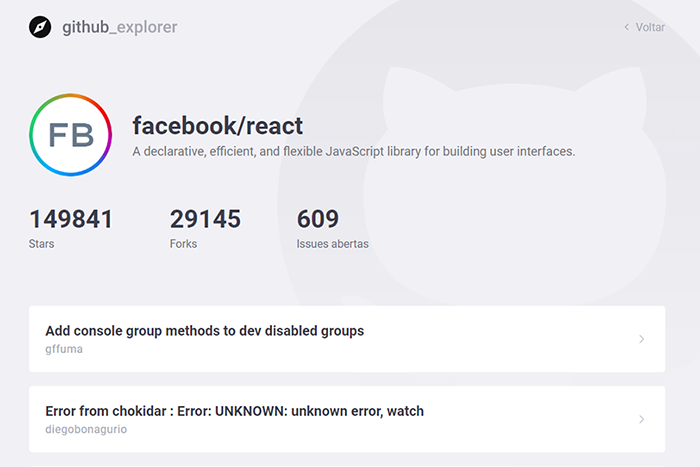 github_explorer
Voltar
FB
facebook/react
A declarative, efficient, and flexible JavaScript library for building user interfaces.
149841 29145 609
Stars Forks Issues abertas
Add console group methods to dev disabled groups
gffuma
Error from chokidar : Error: UNKNOWN: unknown error, watch
diegobonagurio